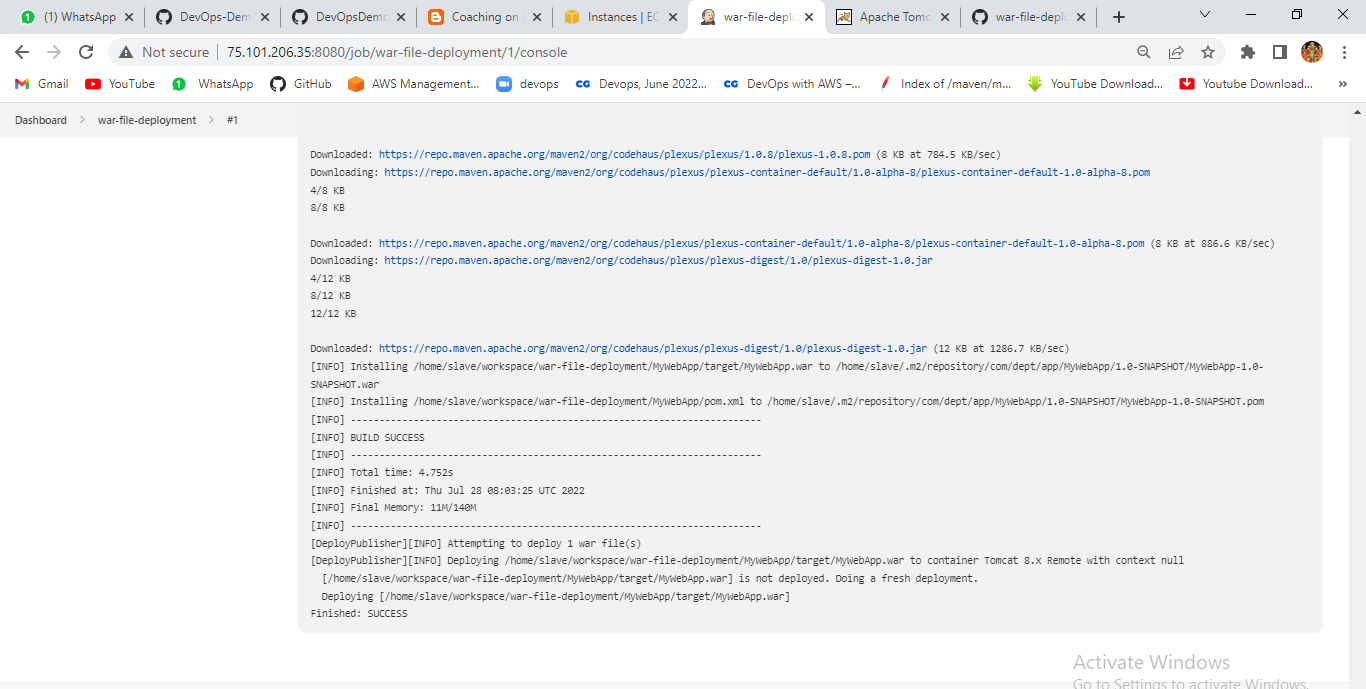 (1) WhatsApp
DevOps-Dem
DevOpsDemo
Coaching on
Instances | EC
war-file-deplo
Apache Tomc
war-file-deplo
Not secure
75.101.206.35:8080/job/war-file-deployment/1/console
Gmail
YouTube
WhatsApp
GitHub
AWS Management...
devops
Devops, June 2022...
DevOps with AWS –...
Index of /maven/m...
YouTube Download...
Youtube Download...
»
Dashboard > war-file-deployment > #1
Downloaded: https://repo.maven.apache.org/maven2/org/codehaus/plexus/plexus/1.0.8/plexus-1.0.8.pom (8 KB at 784.5 KB/sec)
Downloading: https://repo.maven.apache.org/maven2/org/codehaus/plexus/plexus-container-default/1.0-alpha-8/plexus-container-default-1.0-alpha-8.pom
4/8 KB
8/8 KB
Downloaded: https://repo.maven.apache.org/maven2/org/codehaus/plexus/plexus-container-default/1.0-alpha-8/plexus-container-default-1.0-alpha-8.pom (8 KB at 886.6 KB/sec)
Downloading: https://repo.maven.apache.org/maven2/org/codehaus/plexus/plexus-digest/1.0/plexus-digest-1.0.jar
4/12 KB
8/12 KB
12/12 KB
Downloaded: https://repo.maven.apache.org/maven2/org/codehaus/plexus/plexus-digest/1.0/plexus-digest-1.0.jar (12 KB at 1286.7 KB/sec)
[INFO] Installing /home/slave/workspace/war-file-deployment/MyWebApp/target/MyWebApp.war to /home/slave/.m2/repository/com/dept/app/MyWebApp/1.0-SNAPSHOT/MyWebApp-1.0-
SNAPSHOT.war
[INFO] Installing /home/slave/workspace/war-file-deployment/MyWebApp/pom.xml to /home/slave/.m2/repository/com/dept/app/MyWebApp/1.0-SNAPSHOT/MyWebApp-1.0-SNAPSHOT.pom
[INFO] ------------------------------------------------------------------------
[INFO] BUILD SUCCESS
[INFO] ------------------------------------------------------------------------
[INFO] Total time: 4.752s
[INFO] Finished at: Thu Jul 28 08:03:25 UTC 2022
[INFO] Final Memory: 11M/140M
[INFO] ------------------------------------------------------------------------
[DeployPublisher][INFO] Attempting to deploy 1 war file(s)
[DeployPublisher][INFO] Deploying /home/slave/workspace/war-file-deployment/MyWebApp/target/MyWebApp.war to container Tomcat 8.x Remote with context null
[/home/slave/workspace/war-file-deployment/MyWebApp/target/MyWebApp.war] is not deployed. Doing a fresh deployment.
Deploying [/home/slave/workspace/war-file-deployment/MyWebApp/target/MyWebApp.war]
Finished: SUCCESS
Activate Windows
Go to Settings to activate Windows.